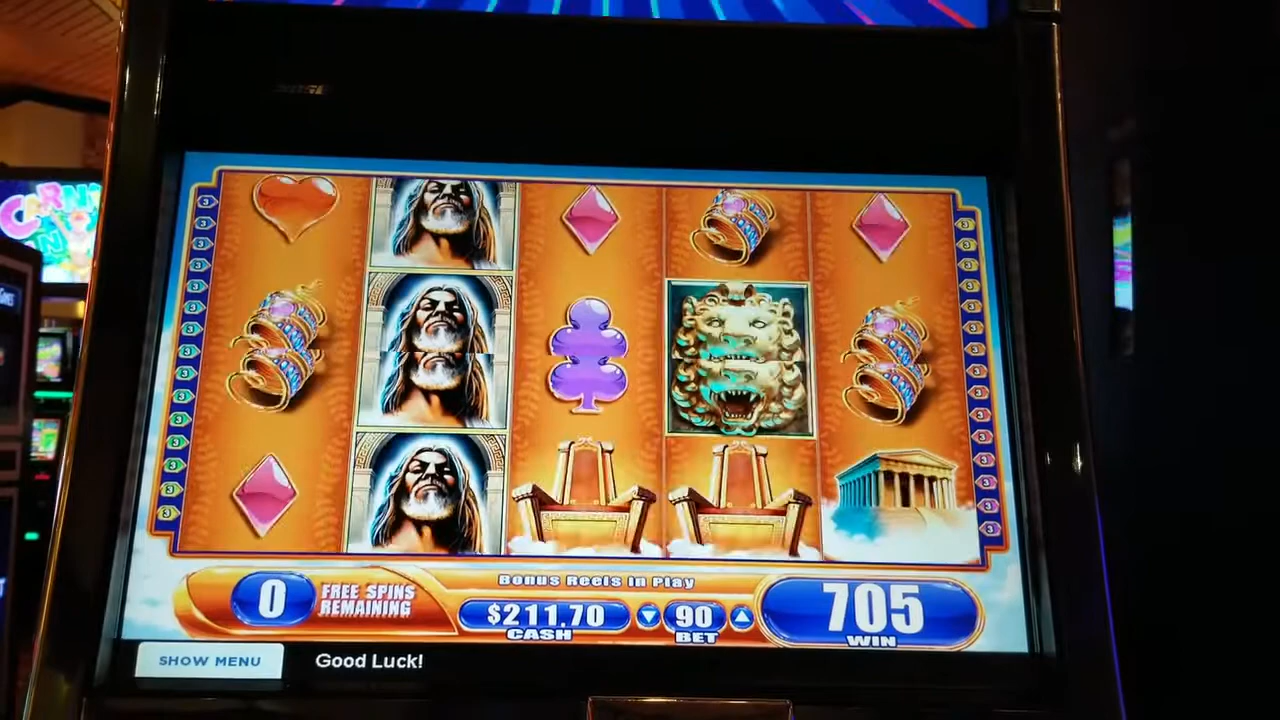 CARN
0
FREE SPINS
REMAINING
Bonus Reels in Play
$211.70
CASH
90
BET
705
WIN
SHOW MENU
Good Luck!